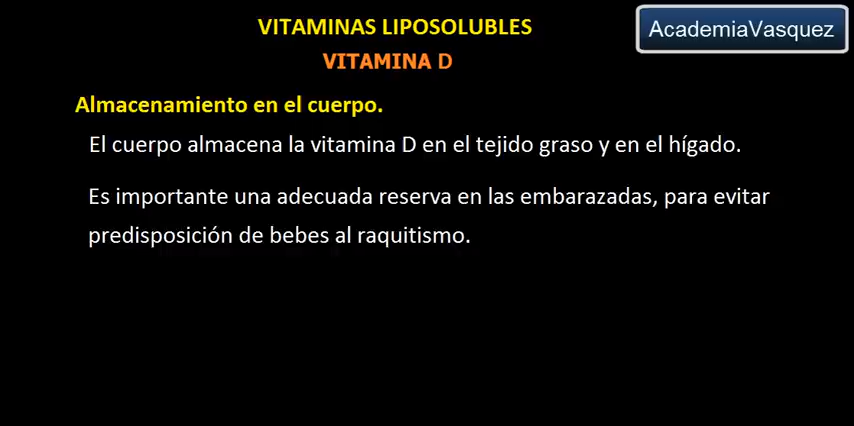 VITAMINAS LIPOSOLUBLES
AcademiaVasquez
VITAMINA D
Almacenamiento en el cuerpo.
El cuerpo almacena la vitamina D en el tejido graso y en el hígado.
Es importante una adecuada reserva en las embarazadas, para evitar
predisposición de bebes al raquitismo.